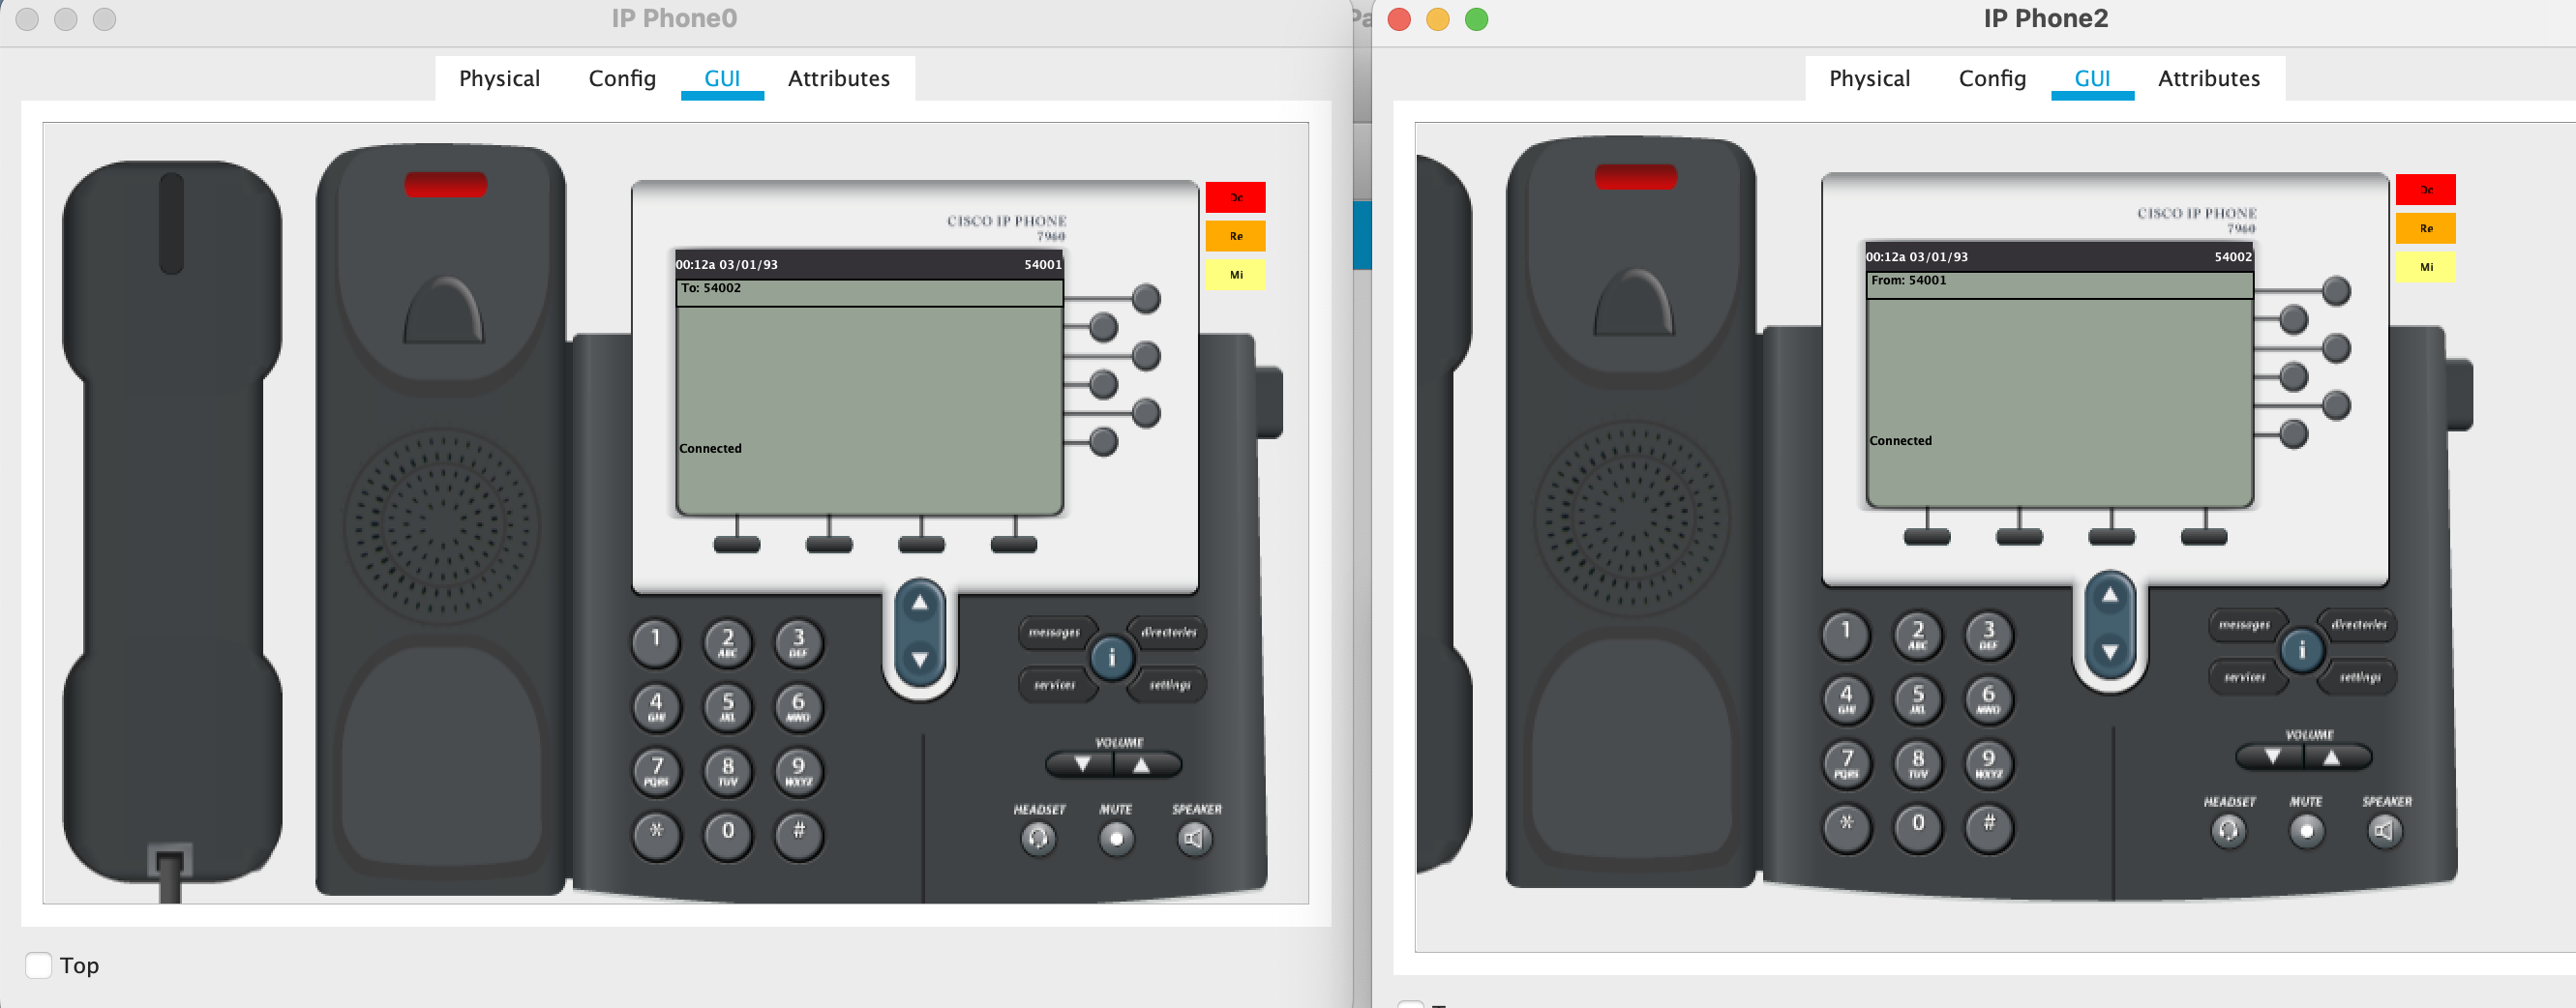 IP Phone0
Physical Config GUI Attributes
Do
Re
Mi
CISCO IP PHONE
7960
00:12a 03/01/93 54001
To: 54002
Connected
1 2 ABC 3 DEF
4 GHI 5 JKL 6 MNO
7 PQRS 8 TUV 9 WXYZ
* 0 #
messages directories
i
services settings
VOLUME
HEADSET MUTE SPEAKER
Top
Pa
IP Phone2
Physical Config GUI Attributes
Do
Re
Mi
CISCO IP PHONE
7960
00:12a 03/01/93 54002
From: 54001
Connected
1 2 ABC 3 DEF
4 GHI 5 JKL 6 MNO
7 PQRS 8 TUV 9 WXYZ
* 0 #
messages directories
i
services settings
VOLUME
HEADSET MUTE SPEAKER